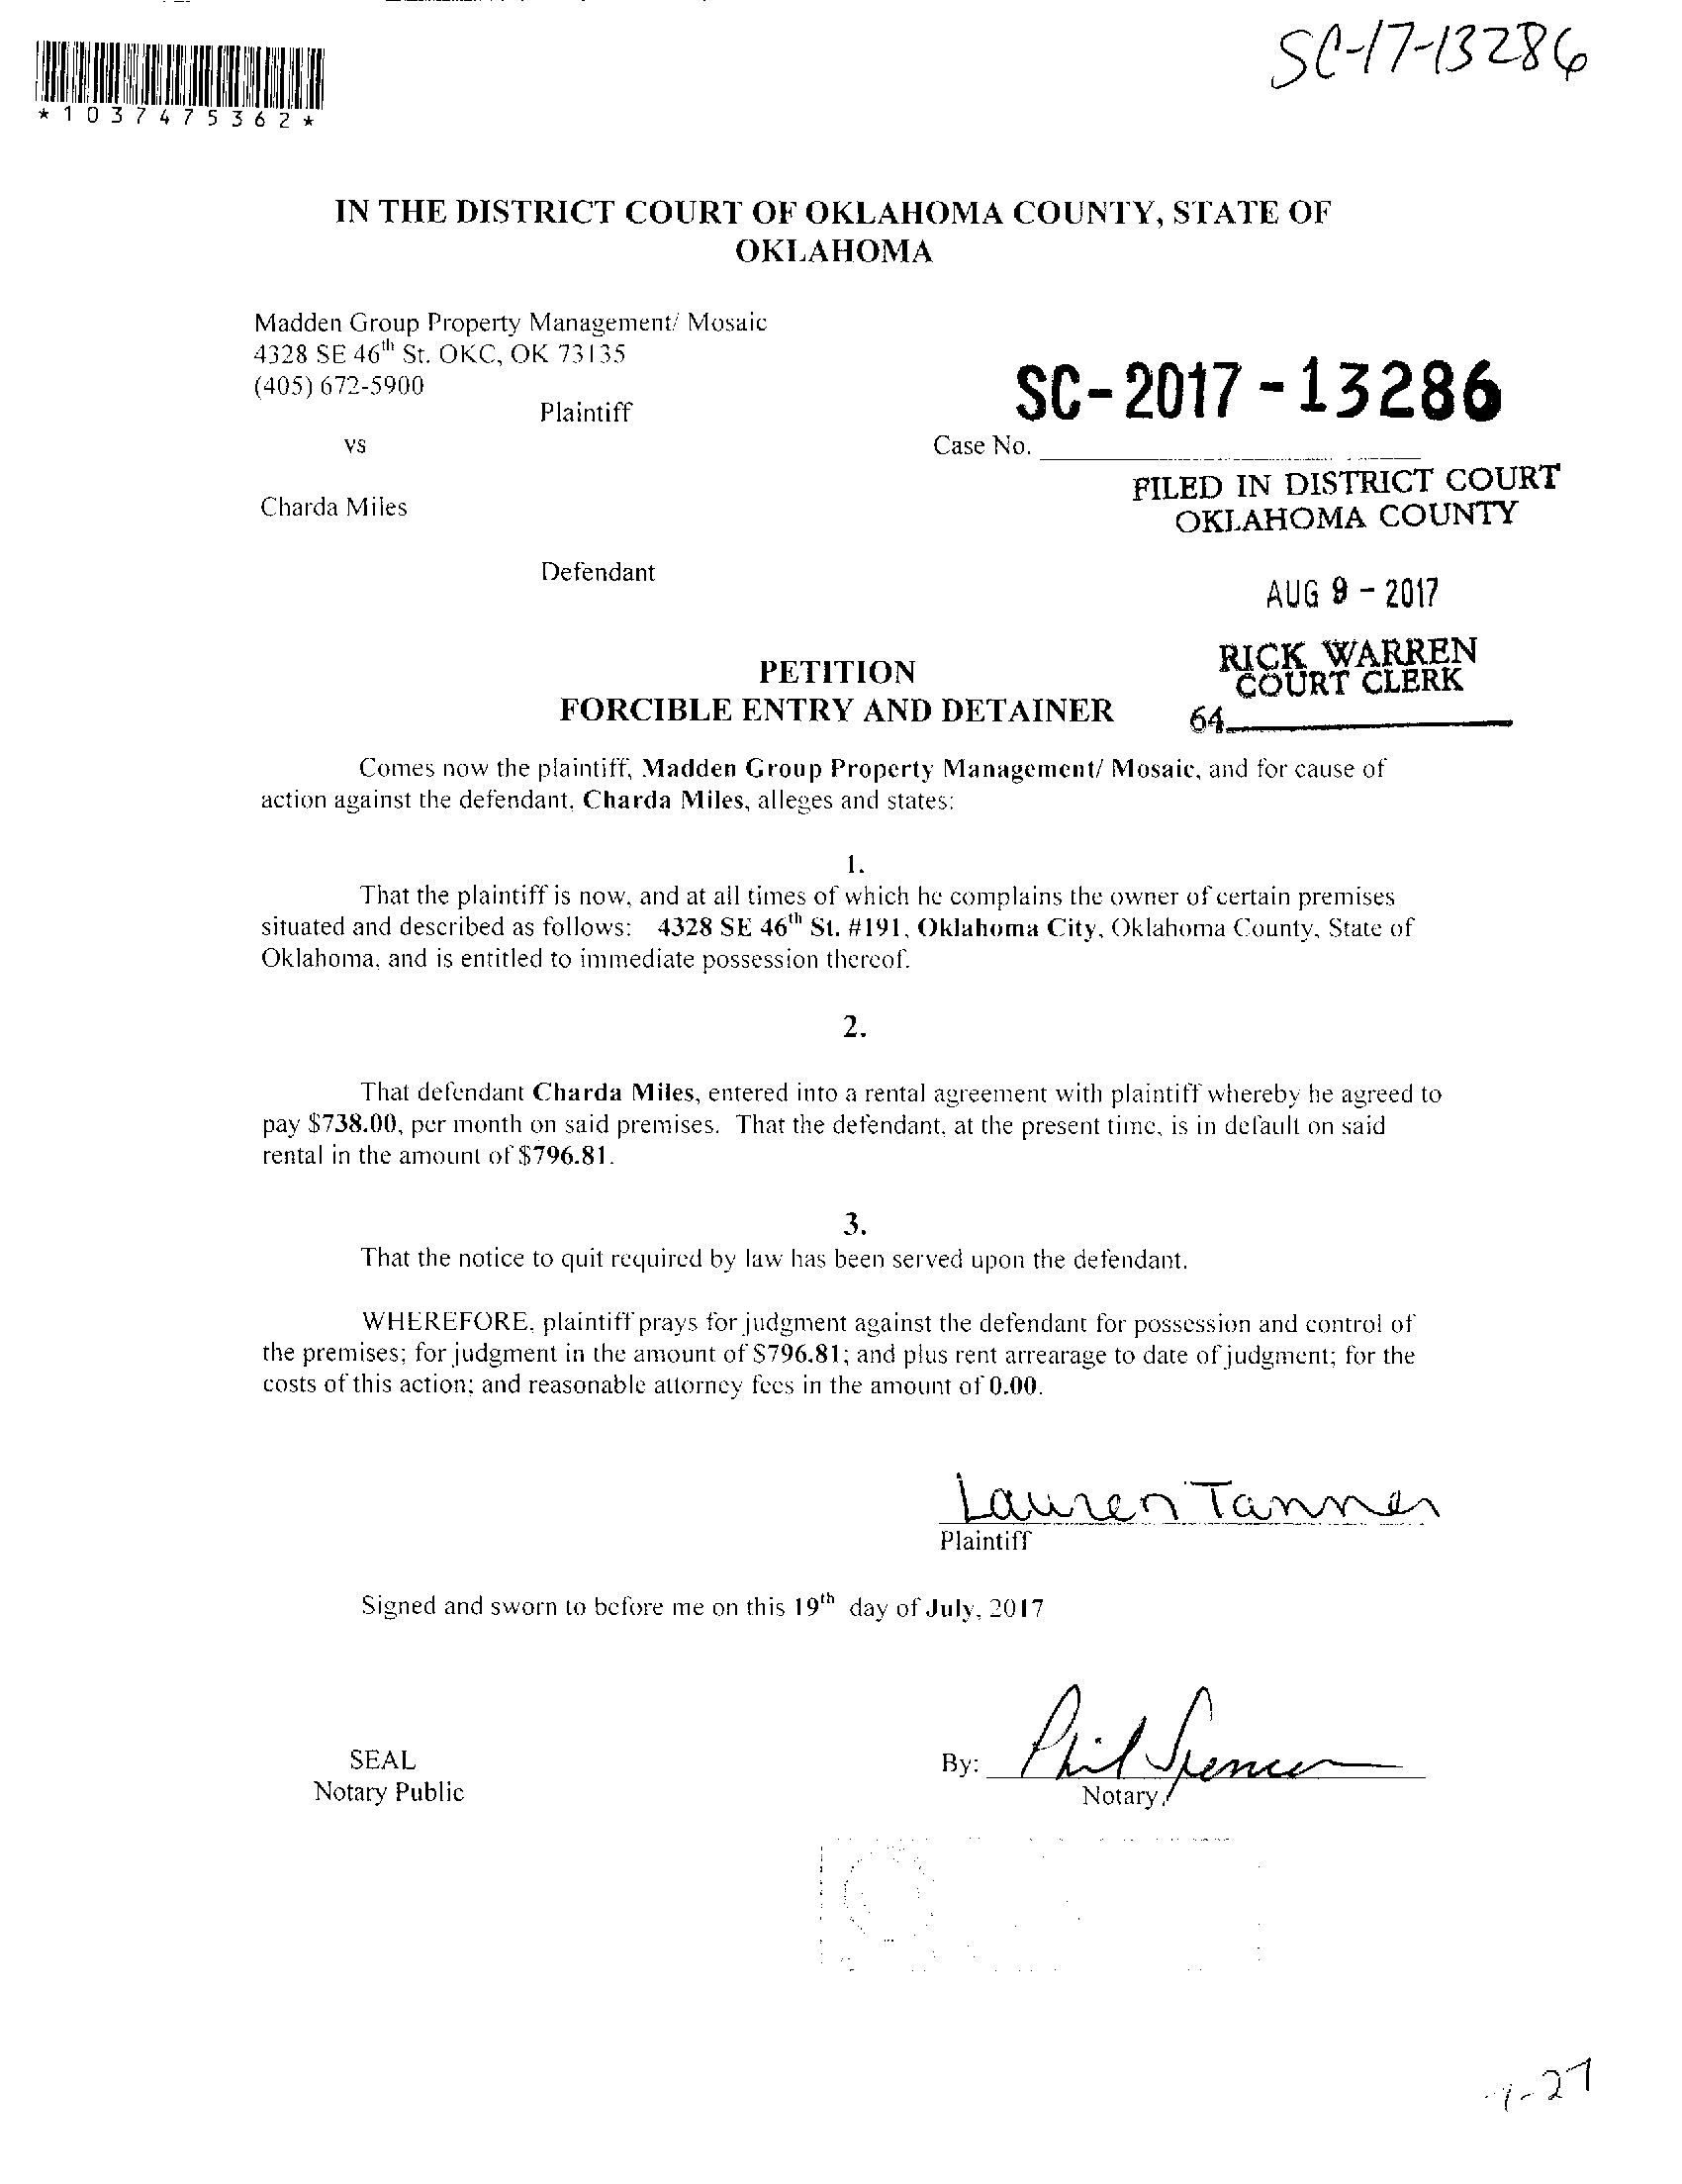 SC-17-13286
*1037475362*
IN THE DISTRICT COURT OF OKLAHOMA COUNTY, STATE OF
OKLAHOMA
Madden Group Property Management/ Mosaic
4328 SE 46th St. OKC, OK 73135
(405) 672-5900
Plaintiff
SC-2017-13286
vs
Case No.
FILED IN DISTRICT COURT
OKLAHOMA COUNTY
Charda Miles
Defendant
AUG 9 - 2017
RICK WARREN
COURT CLERK
64
PETITION
FORCIBLE ENTRY AND DETAINER
Comes now the plaintiff, Madden Group Property Management/ Mosaic, and for cause of
action against the defendant, Charda Miles, alleges and states:
1.
That the plaintiff is now, and at all times of which he complains the owner of certain premises
situated and described as follows: 4328 SE 46th St. #191, Oklahoma City, Oklahoma County, State of
Oklahoma, and is entitled to immediate possession thereof.
2.
That defendant Charda Miles, entered into a rental agreement with plaintiff whereby he agreed to
pay $738.00, per month on said premises. That the defendant, at the present time, is in default on said
rental in the amount of $796.81.
3.
That the notice to quit required by law has been served upon the defendant.
WHEREFORE, plaintiff prays for judgment against the defendant for possession and control of
the premises; for judgment in the amount of $796.81; and plus rent arrearage to date of judgment; for the
costs of this action; and reasonable attorney fees in the amount of 0.00.
Lauren Tanner
Plaintiff
Signed and sworn to before me on this 19th day of July, 2017
SEAL
Notary Public
By: Phil Spencer
Notary
-27